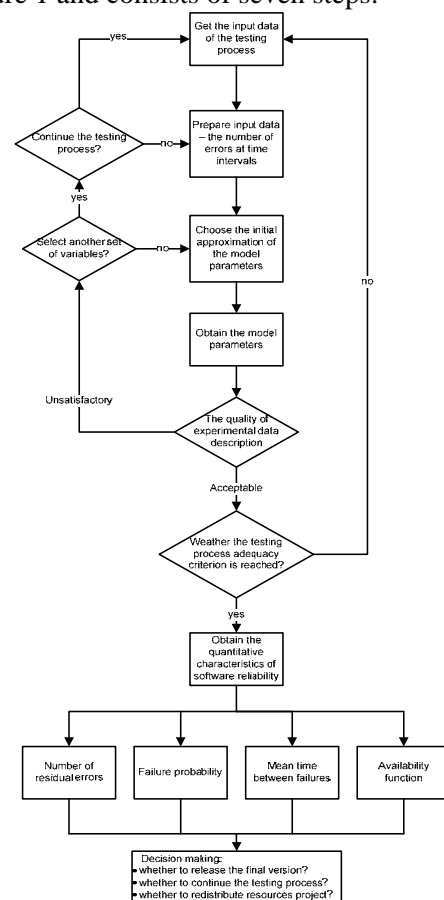 ure 1 and consists of seven steps:
Get the input data
of the testing
process
yes
Continue the testing
process?
no
Prepare input data
– the number of
errors at time
intervals
yes
Select another set
of variables?
no
Choose the initial
approximation of
the model
parameters
no
Obtain the model
parameters
Unsatisfactory
The quality of
experimental data
description
Acceptable
Weather the testing
process adequacy
criterion is reached?
yes
Obtain the
quantitative
characteristics of
software reliability
Number of
residual errors
Failure probability
Mean time
between failures
Availability
function
Decision making:
• whether to release the final version?
• whether to continue the testing process?
• whether to redistribute resources project?